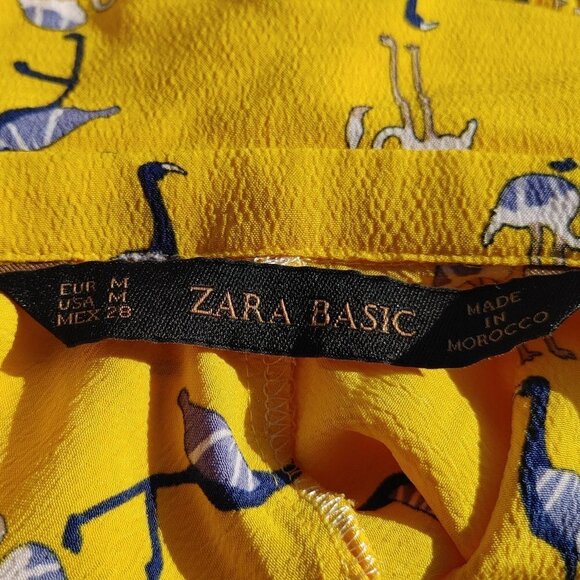 EUR M
USA M
MEX 28
ZARA BASIC
MADE
IN
MOROCCO